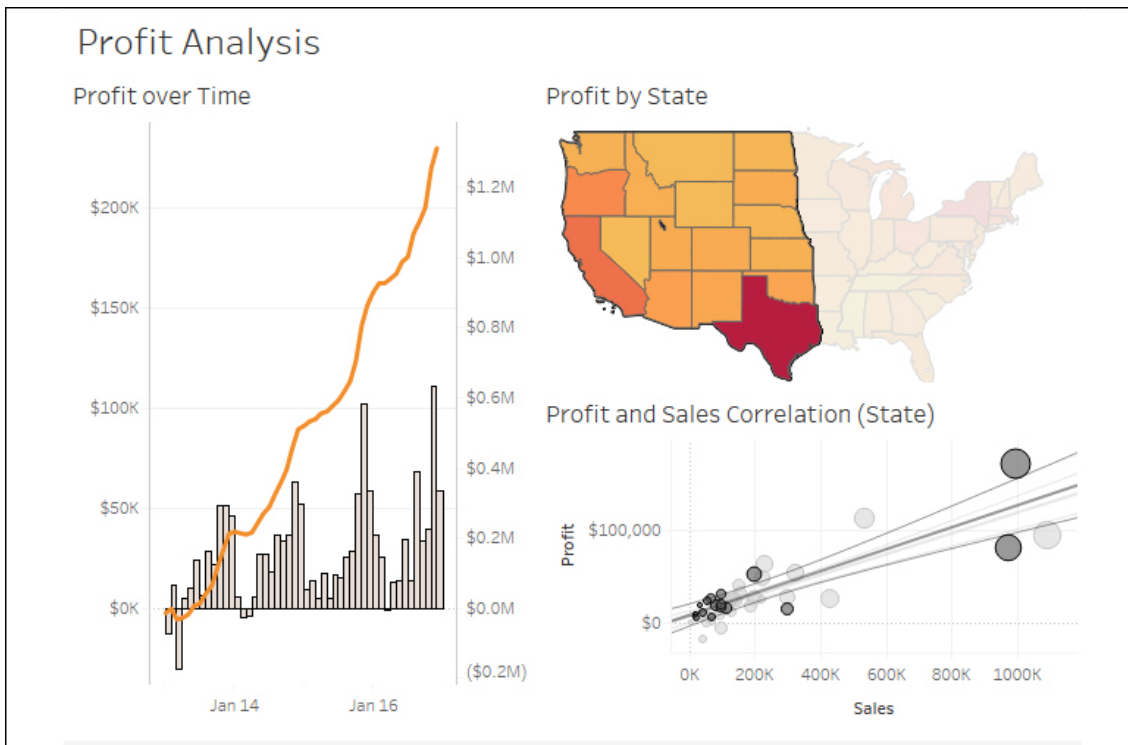 Profit Analysis
Profit over Time
$200K
$150K
$100K
$50K
$0K
$1.2M
$1.0M
$0.8M
$0.6M
$0.4M
$0.2M
$0.0M
($0.2M)
Jan 14
Jan 16
Profit by State
Profit and Sales Correlation (State)
Profit
$100,000
$0
0K
200K
400K
600K
800K
1000K
Sales